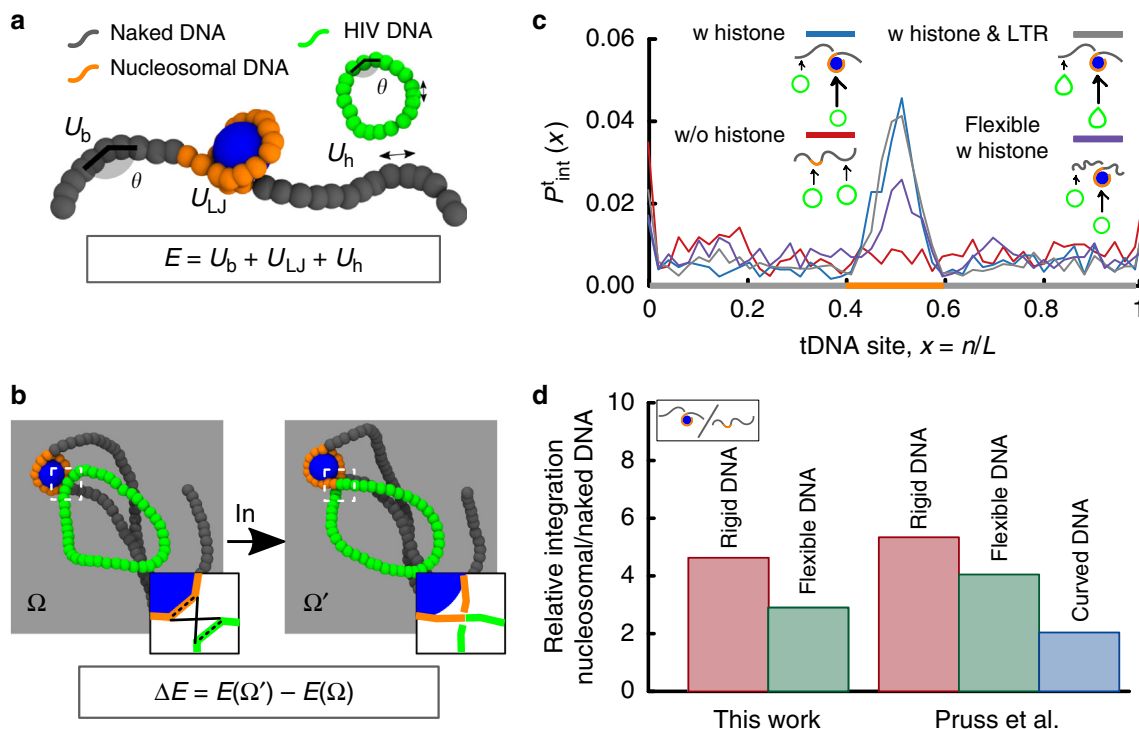 a
Naked DNA
HIV DNA
Nucleosomal DNA
θ
U_b
U_h
θ
U_LJ
E = U_b + U_LJ + U_h
b
In
Ω
Ω′
ΔE = E(Ω′) – E(Ω)
c
0.06
w histone
w histone & LTR
0.04
w/o histone
Flexible
w histone
P^t_int (x)
0.02
0.00
0
0.2
0.4
0.6
0.8
1
tDNA site, x = n/L
d
10
8
6
4
2
0
Relative integration
nucleosomal/naked DNA
Rigid DNA
Flexible DNA
Rigid DNA
Flexible DNA
Curved DNA
This work
Pruss et al.